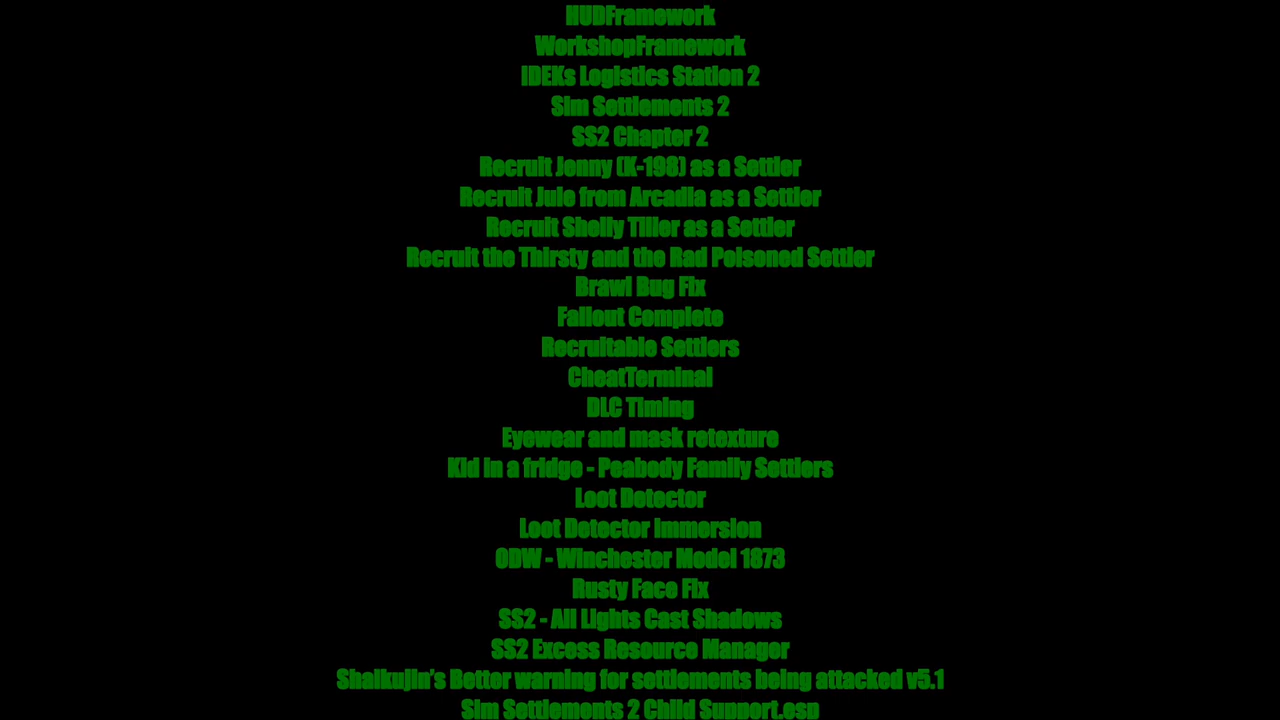 HUDFramework
WorkshopFramework
IDEKs Logistics Station 2
Sim Settlements 2
SS2 Chapter 2
Recruit Jenny (K-198) as a Settler
Recruit Jule from Arcadia as a Settler
Recruit Shelly Tiller as a Settler
Recruit the Thirsty and the Rad Poisoned Settler
Brawl Bug Fix
Fallout Complete
Recruitable Settlers
CheatTerminal
DLC Timing
Eyewear and mask retexture
Kid in a fridge - Peabody Family Settlers
Loot Detector
Loot Detector Immersion
ODW - Winchester Model 1873
Rusty Face Fix
SS2 - All Lights Cast Shadows
SS2 Excess Resource Manager
Shaikujin's Better warning for settlements being attacked v5.1
Sim Settlements 2 Child Support.esp